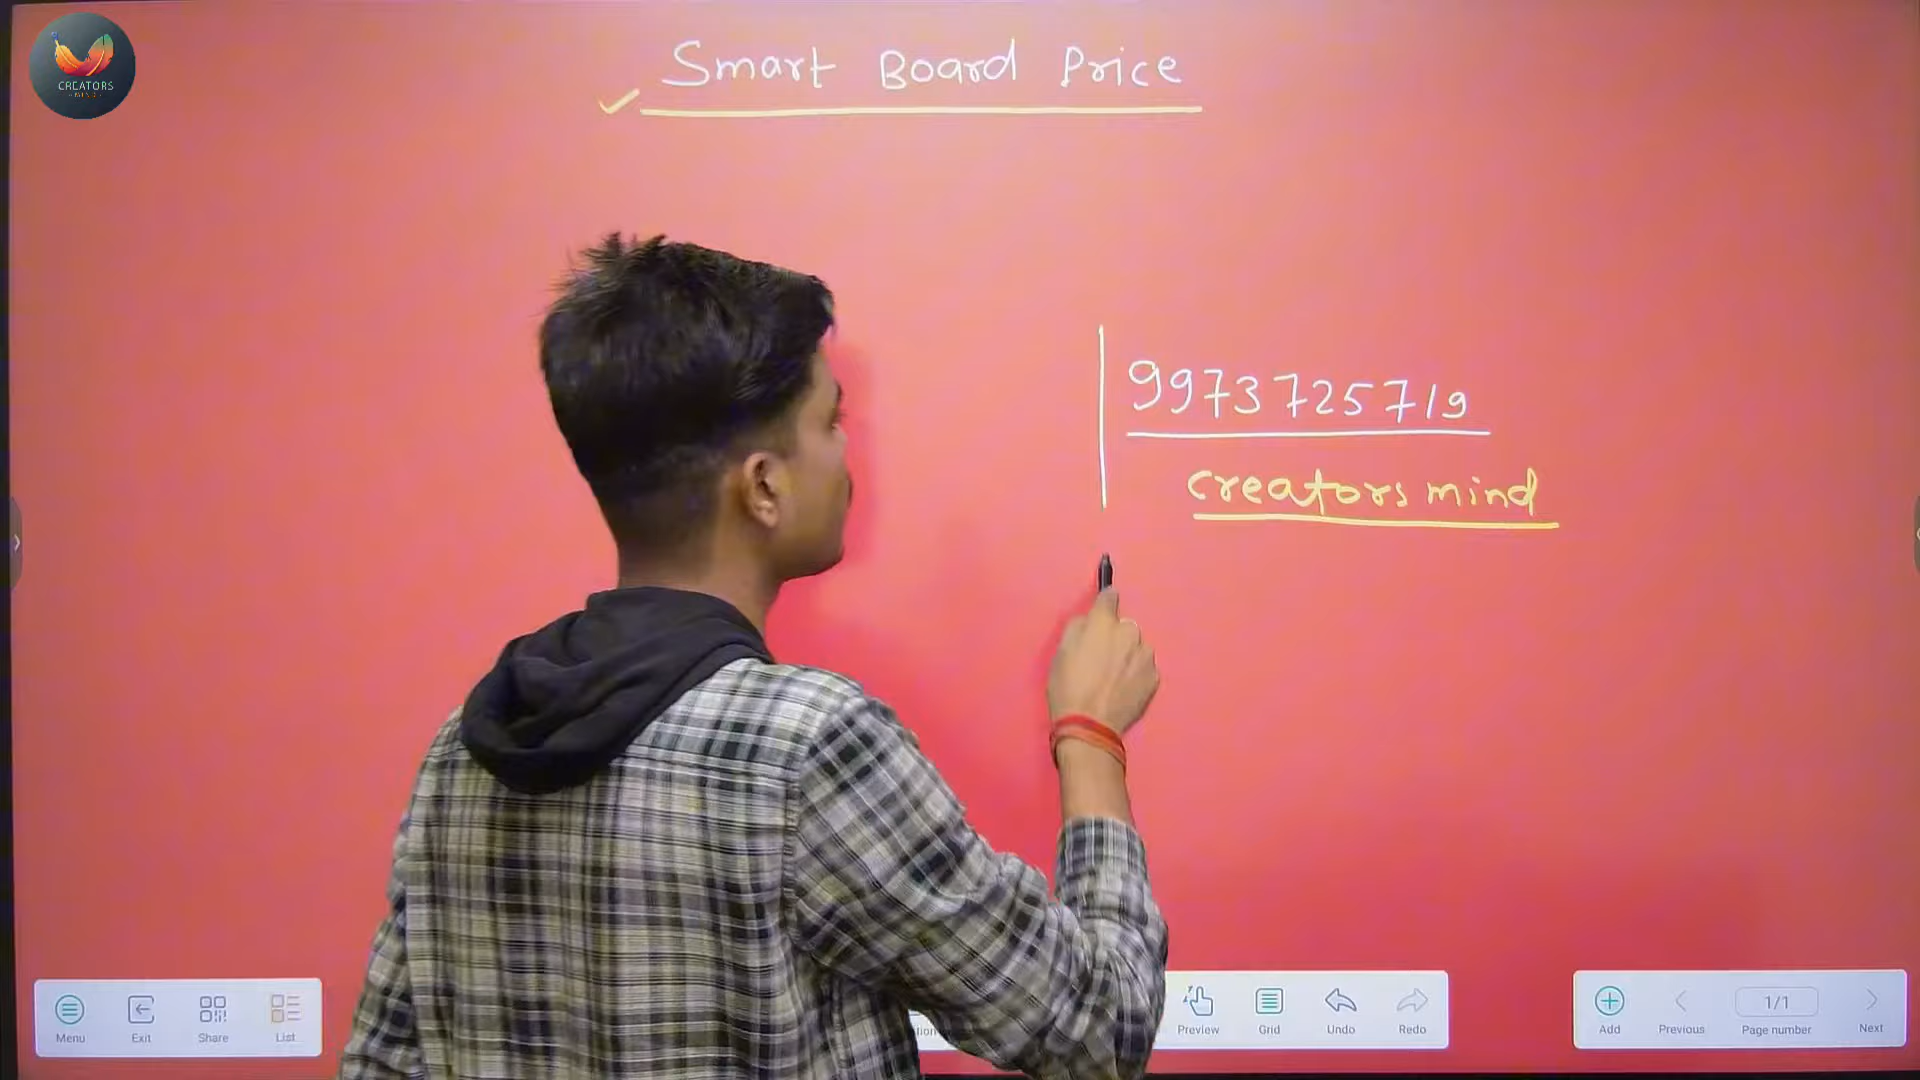 CREATORS
Smart Board Price
9973725719
creators mind
Menu
Exit
Share
List
Preview
Grid
Undo
Redo
Add
Previous
1/1
Page number
Next